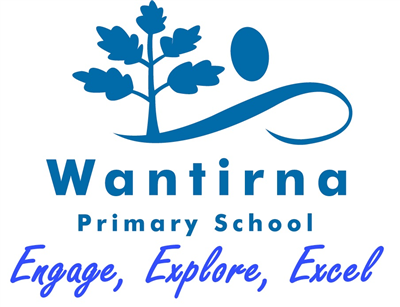 Wantirna
Primary School
Engage, Explore, Excel